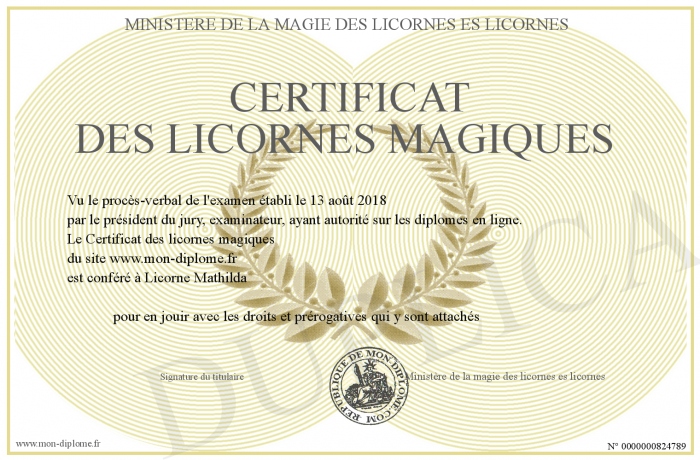 MINISTERE DE LA MAGIE DES LICORNES ES LICORNES
CERTIFICAT
DES LICORNES MAGIQUES
Vu le procès-verbal de l'examen établi le 13 août 2018
par le président du jury, examinateur, ayant autorité sur les diplomes en ligne.
Le Certificat des licornes magiques
du site www.mon-diplome.fr
est conféré à Licorne Mathilda
pour en jouir avec les droits et prérogatives qui y sont attachés
Signature du titulaire
REPUBLIQUE DE MON-DIPLOME.COM
Ministère de la magie des licornes es licornes
DUPLICATA
www.mon-diplome.fr
N° 0000000824789